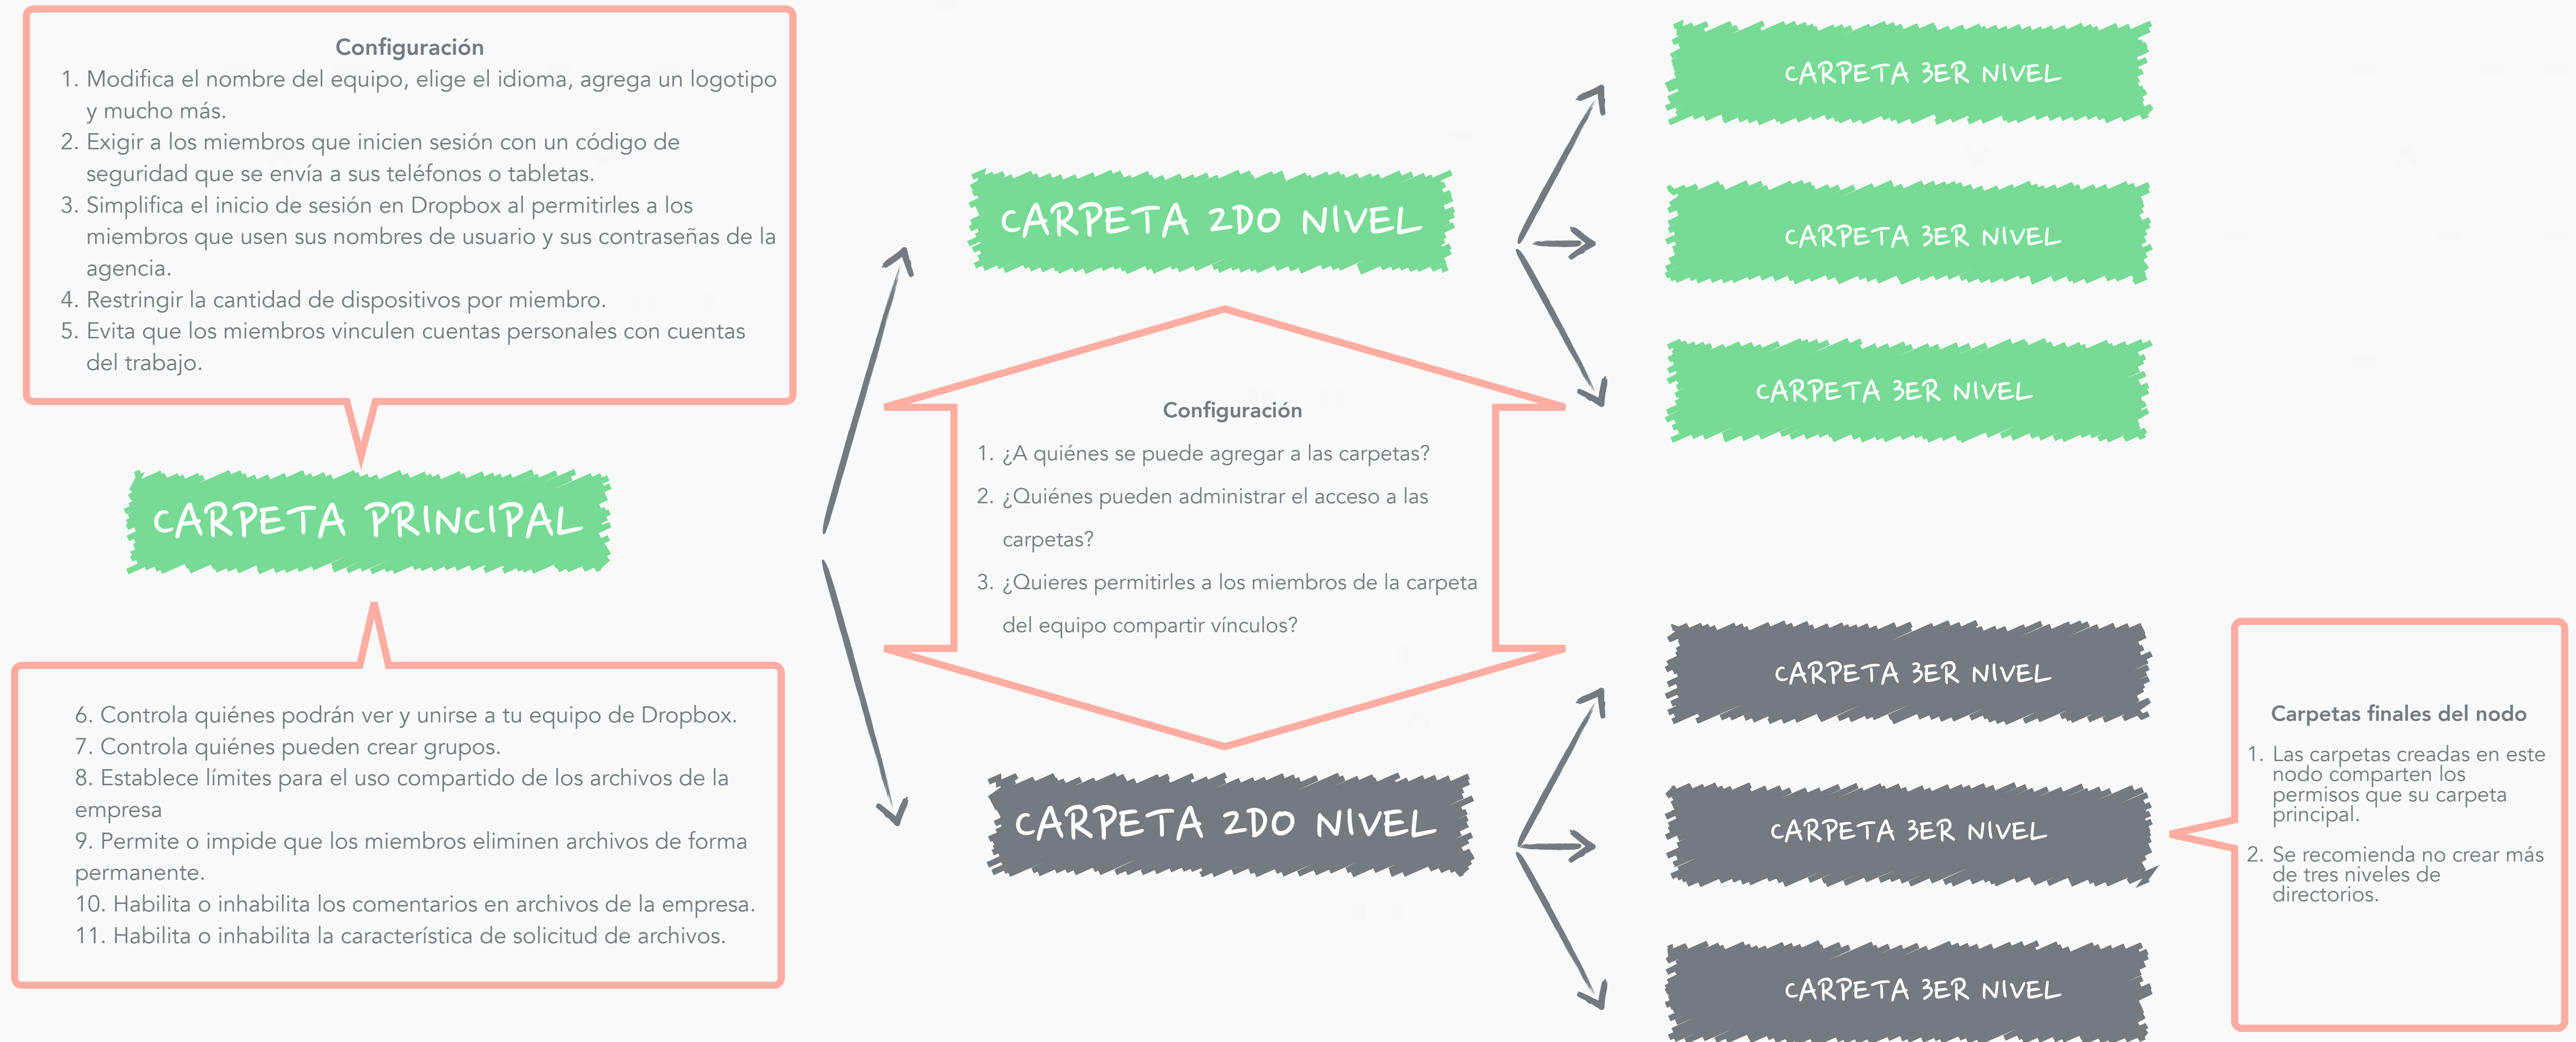 Configuración
1. Modifica el nombre del equipo, elige el idioma, agrega un logotipo
y mucho más.
2. Exigir a los miembros que inicien sesión con un código de
seguridad que se envía a sus teléfonos o tabletas.
3. Simplifica el inicio de sesión en Dropbox al permitirles a los
miembros que usen sus nombres de usuario y sus contraseñas de la
agencia.
4. Restringir la cantidad de dispositivos por miembro.
5. Evita que los miembros vinculen cuentas personales con cuentas
del trabajo.
CARPETA PRINCIPAL
6. Controla quiénes podrán ver y unirse a tu equipo de Dropbox.
7. Controla quiénes pueden crear grupos.
8. Establece límites para el uso compartido de los archivos de la
empresa
9. Permite o impide que los miembros eliminen archivos de forma
permanente.
10. Habilita o inhabilita los comentarios en archivos de la empresa.
11. Habilita o inhabilita la característica de solicitud de archivos.
CARPETA 2DO NIVEL
Configuración
1. ¿A quiénes se puede agregar a las carpetas?
2. ¿Quiénes pueden administrar el acceso a las
carpetas?
3. ¿Quieres permitirles a los miembros de la carpeta
del equipo compartir vínculos?
CARPETA 2DO NIVEL
CARPETA 3ER NIVEL
CARPETA 3ER NIVEL
CARPETA 3ER NIVEL
CARPETA 3ER NIVEL
CARPETA 3ER NIVEL
CARPETA 3ER NIVEL
Carpetas finales del nodo
1. Las carpetas creadas en este
nodo comparten los
permisos que su carpeta
principal.
2. Se recomienda no crear más
de tres niveles de
directorios.